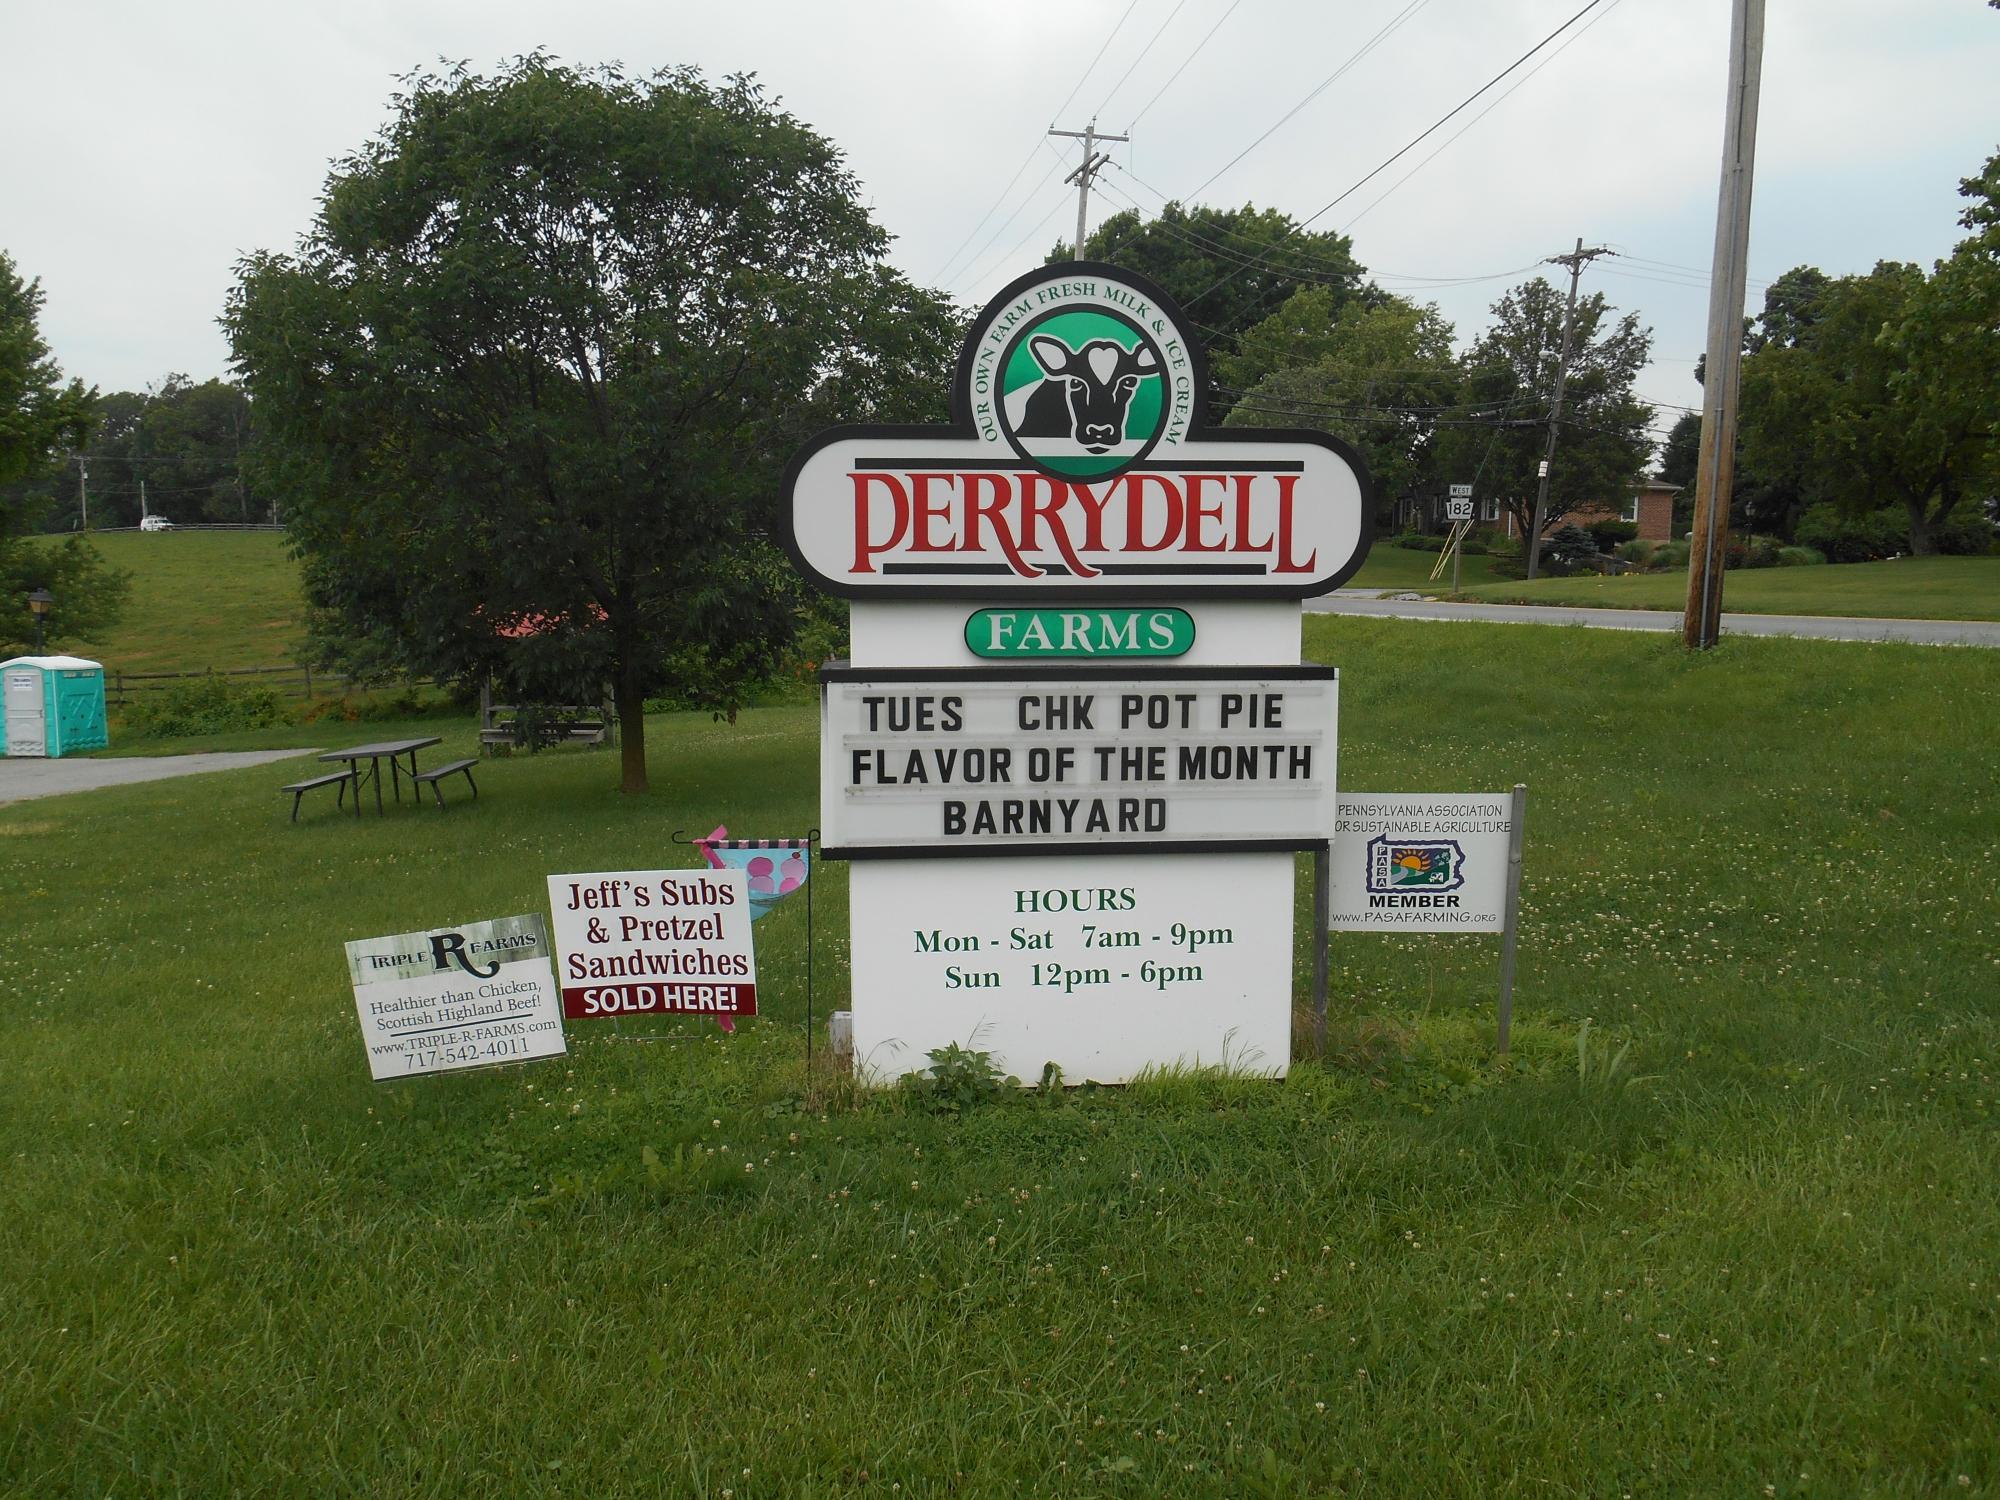 OUR OWN FARM FRESH MILK & ICE CREAM
PERRYDELL
FARMS
TUES CHK POT PIE
FLAVOR OF THE MONTH
BARNYARD
HOURS
Mon - Sat 7am - 9pm
Sun 12pm - 6pm
TRIPLE R FARMS
Healthier than Chicken,
Scottish Highland Beef!
www.TRIPLE-R-FARMS.com
717-542-4011
Jeff's Subs
& Pretzel
Sandwiches
SOLD HERE!
PENNSYLVANIA ASSOCIATION
OR SUSTAINABLE AGRICULTURE
PASA
MEMBER
www.PASAFARMING.ORG
WEST
182